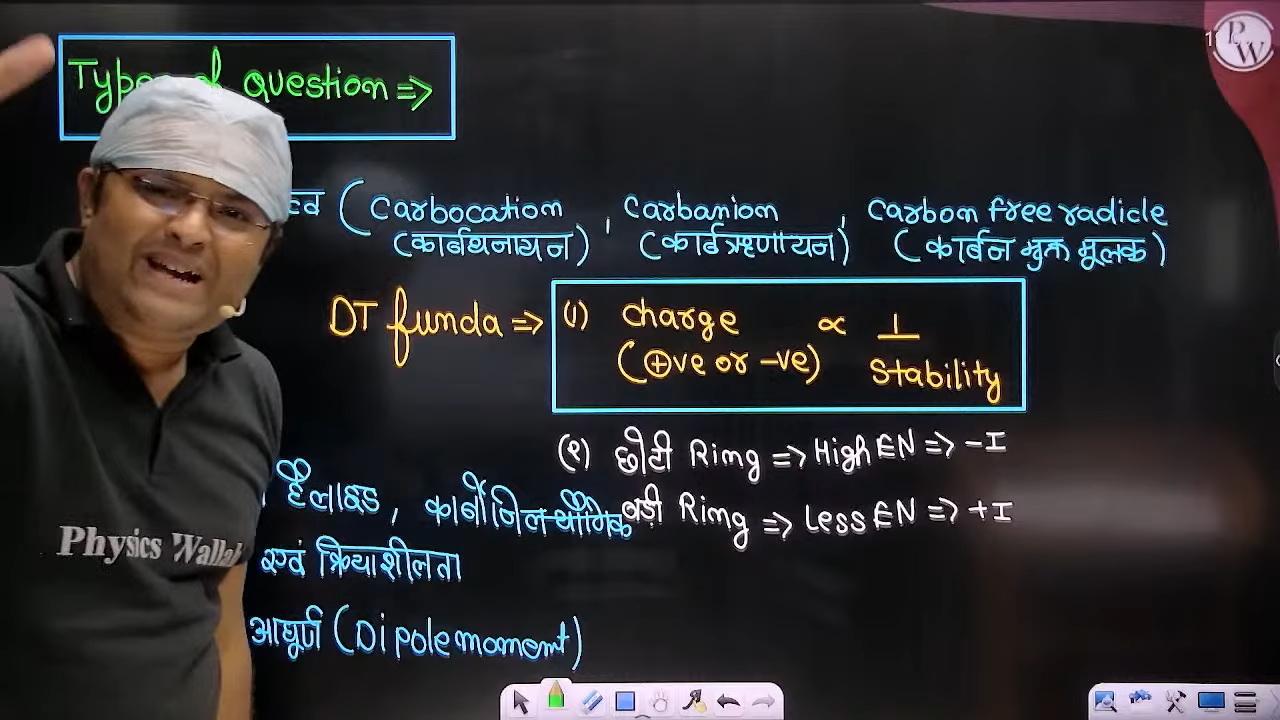 Type of question ⇒
PW
(Carbocation, Carbanion, Carbon free radicle
(कार्बधनायन) (कार्बऋणायन) (कार्बन मुक्त मूलक)
DT funda ⇒ (1) Charge ∝ 1
(⊕ve or -ve) Stability
(२) छोटी Ring ⇒ High EN ⇒ -I
बड़ी Ring ⇒ Less EN ⇒ +I
हैलाइड, कार्बोनिल यौगिक
एवं क्रियाशीलता
आघूर्ण (Dipole moment)
Physics Wallah